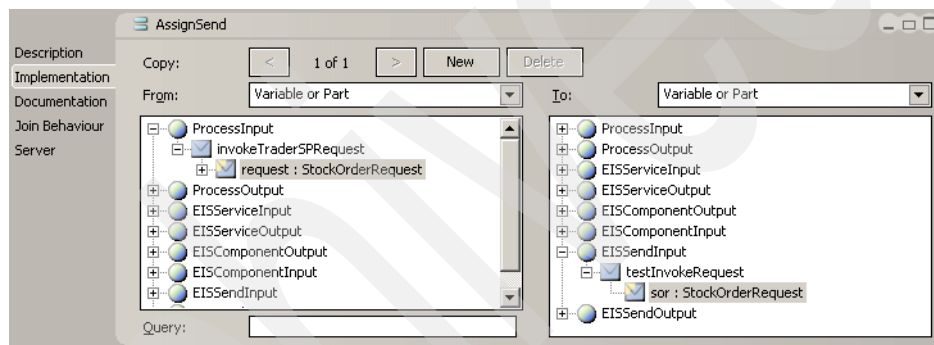 AssignSend
Description
Implementation
Documentation
Join Behaviour
Server
Copy: < 1 of 1 > New Delete
From: Variable or Part
ProcessInput
invokeTraderSPRequest
request : StockOrderRequest
ProcessOutput
EISServiceInput
EISServiceOutput
EISComponentOutput
EISComponentInput
EISSendInput
Query:
To: Variable or Part
ProcessInput
ProcessOutput
EISServiceInput
EISServiceOutput
EISComponentOutput
EISComponentInput
EISSendInput
testInvokeRequest
sor : StockOrderRequest
EISSendOutput